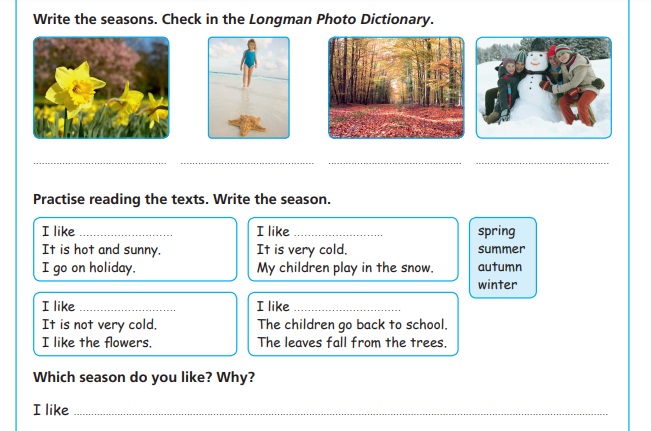 Write the seasons. Check in the Longman Photo Dictionary.
Practise reading the texts. Write the season.
I like ........................
It is hot and sunny.
I go on holiday.
I like ........................
It is very cold.
My children play in the snow.
spring
summer
autumn
winter
I like ........................
It is not very cold.
I like the flowers.
I like ........................
The children go back to school.
The leaves fall from the trees.
Which season do you like? Why?
I like ........................